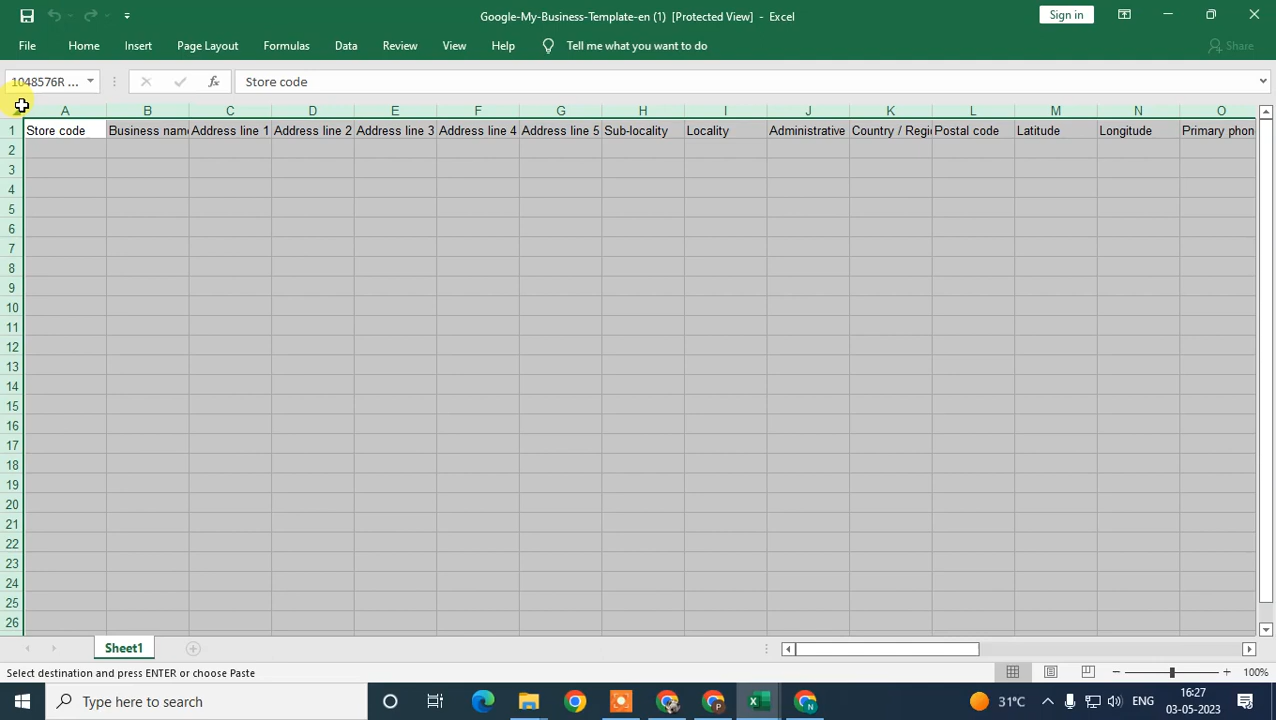 Google-My-Business-Template-en (1) [Protected View] - Excel
Sign in
File Home Insert Page Layout Formulas Data Review View Help Tell me what you want to do Share
1048576R ... fx Store code
A B C D E F G H I J K L M N O
1 Store code Business name Address line 1 Address line 2 Address line 3 Address line 4 Address line 5 Sub-locality Locality Administrative Country / Regi Postal code Latitude Longitude Primary phon
2
3
4
5
6
7
8
9
10
11
12
13
14
15
16
17
18
19
20
21
22
23
24
25
26
Sheet1
Select destination and press ENTER or choose Paste 100%
Type here to search 31°C ENG 16:27
03-05-2023